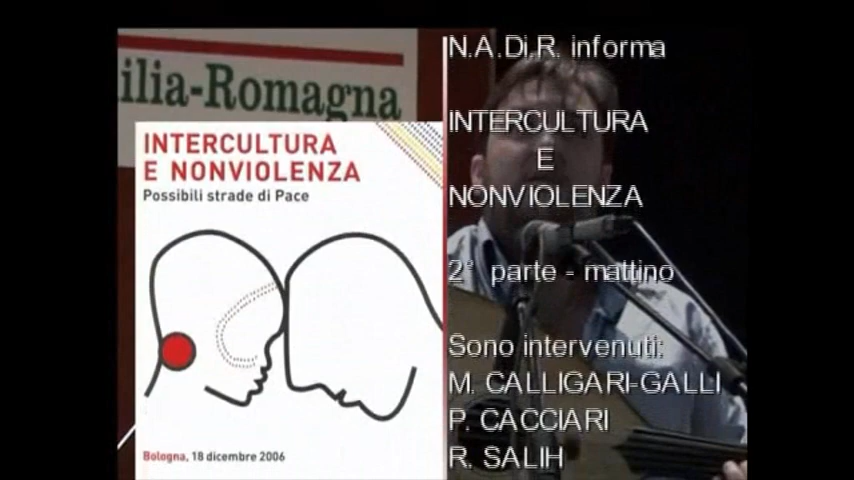 ilia-Romagna
INTERCULTURA
E NONVIOLENZA
Possibili strade di Pace
Bologna, 18 dicembre 2006
N.A.Di.R. informa
INTERCULTURA
E
NONVIOLENZA
2° parte - mattino
Sono intervenuti:
M. CALLIGARI-GALLI
P. CACCIARI
R. SALIH